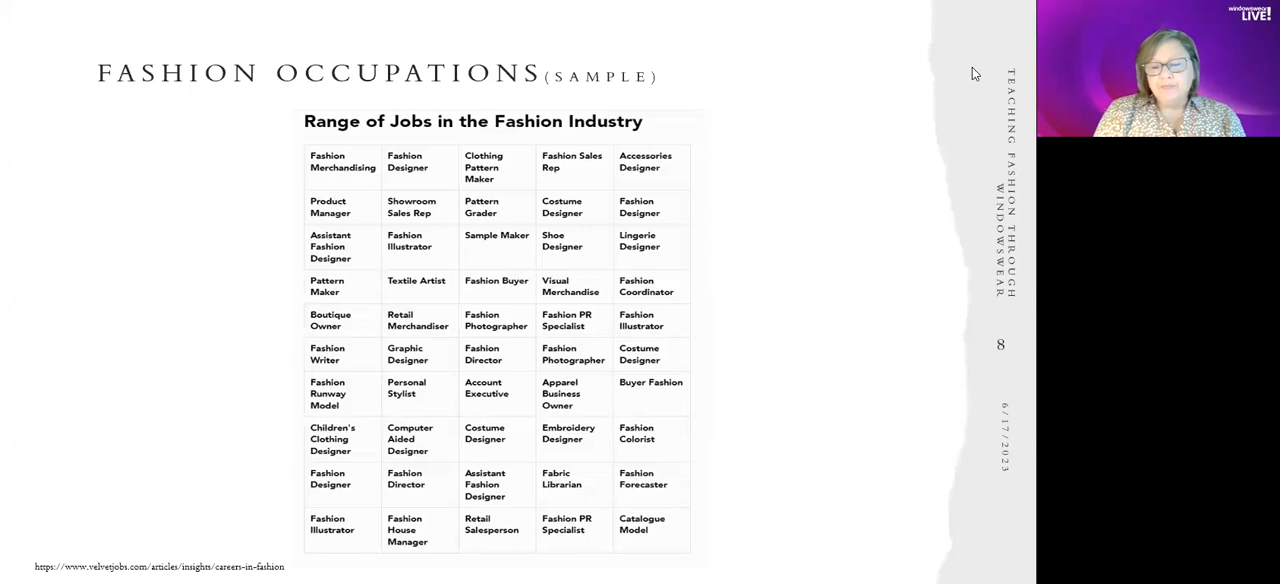 windowswear
LIVE!
FASHION OCCUPATIONS(SAMPLE)
Range of Jobs in the Fashion Industry
Fashion
Merchandising
Fashion
Designer
Clothing
Pattern
Maker
Fashion Sales
Rep
Accessories
Designer
Product
Manager
Showroom
Sales Rep
Pattern
Grader
Costume
Designer
Fashion
Designer
Assistant
Fashion
Designer
Fashion
Illustrator
Sample Maker
Shoe
Designer
Lingerie
Designer
Pattern
Maker
Textile Artist
Fashion Buyer
Visual
Merchandise
Fashion
Coordinator
Boutique
Owner
Retail
Merchandiser
Fashion
Photographer
Fashion PR
Specialist
Fashion
Illustrator
Fashion
Writer
Graphic
Designer
Fashion
Director
Fashion
Photographer
Costume
Designer
Fashion
Runway
Model
Personal
Stylist
Account
Executive
Apparel
Business
Owner
Buyer Fashion
Children's
Clothing
Designer
Computer
Aided
Designer
Costume
Designer
Embroidery
Designer
Fashion
Colorist
Fashion
Designer
Fashion
Director
Assistant
Fashion
Designer
Fabric
Librarian
Fashion
Forecaster
Fashion
Illustrator
Fashion
House
Manager
Retail
Salesperson
Fashion PR
Specialist
Catalogue
Model
https://www.velvetjobs.com/articles/insights/careers-in-fashion
TEACHING FASHION THROUGH
WINDOWSWEAR
8
6/17/2023